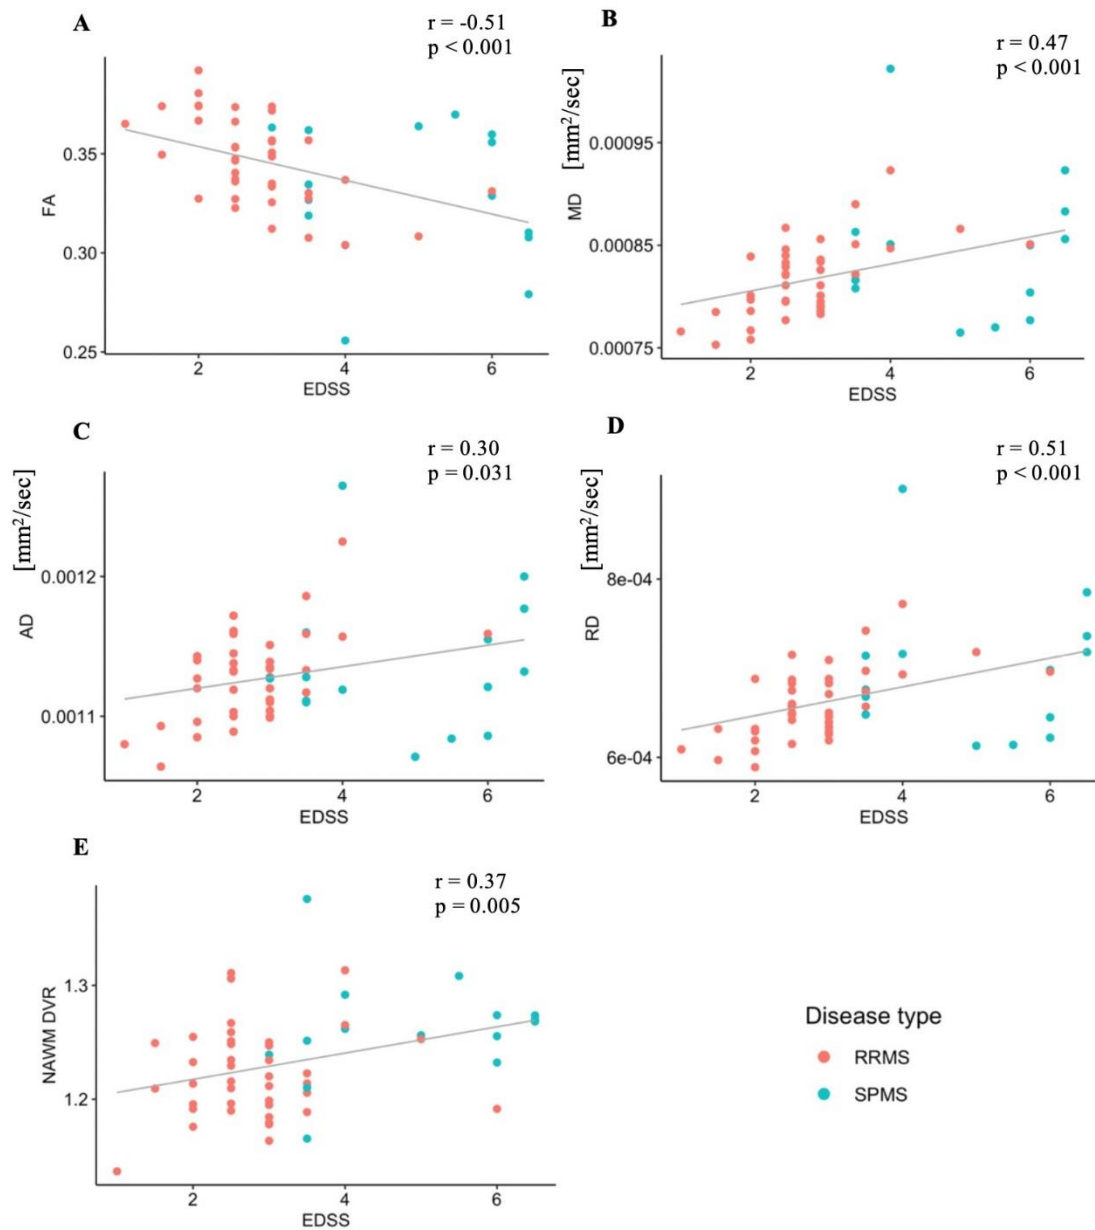 A
r = -0.51
p < 0.001
FA
0.35
0.30
0.25
2
4
6
EDSS
B
r = 0.47
p < 0.001
[mm²/sec]
MD
0.00095
0.00085
0.00075
2
4
6
EDSS
C
r = 0.30
p = 0.031
[mm²/sec]
AD
0.0012
0.0011
2
4
6
EDSS
D
r = 0.51
p < 0.001
[mm²/sec]
RD
8e-04
6e-04
2
4
6
EDSS
E
r = 0.37
p = 0.005
NAWM DVR
1.3
1.2
2
4
6
EDSS
Disease type
RRMS
SPMS